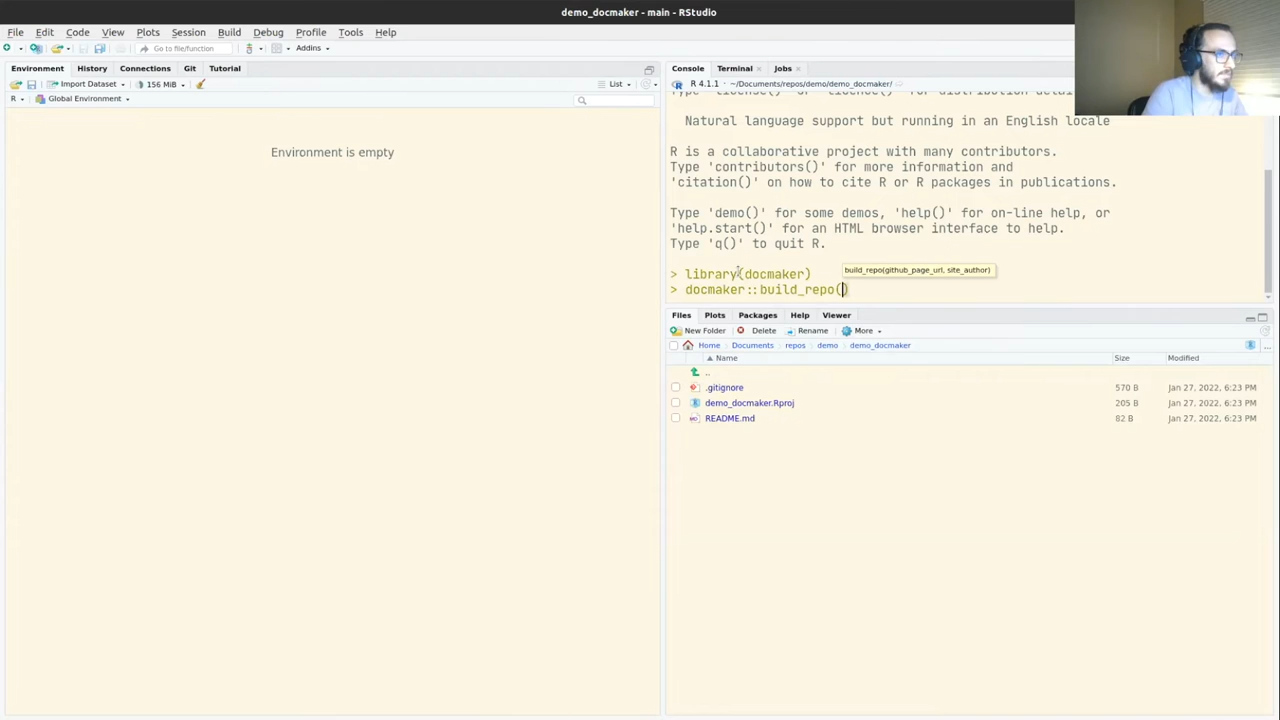 demo_docmaker - main - RStudio
File Edit Code View Plots Session Build Debug Profile Tools Help
Go to file/function Addins
Environment History Connections Git Tutorial
Import Dataset 156 MiB List
R Global Environment
Environment is empty
Console Terminal Jobs
R 4.1.1 · ~/Documents/repos/demo/demo_docmaker/
Natural language support but running in an English locale
R is a collaborative project with many contributors.
Type 'contributors()' for more information and
'citation()' on how to cite R or R packages in publications.
Type 'demo()' for some demos, 'help()' for on-line help, or
'help.start()' for an HTML browser interface to help.
Type 'q()' to quit R.
> library(docmaker)
build_repo(github_page_url, site_author)
> docmaker::build_repo()
Files Plots Packages Help Viewer
New Folder Delete Rename More
Home Documents repos demo demo_docmaker ...
Name Size Modified
..
.gitignore 570 B Jan 27, 2022, 6:23 PM
demo_docmaker.Rproj 205 B Jan 27, 2022, 6:23 PM
README.md 82 B Jan 27, 2022, 6:23 PM